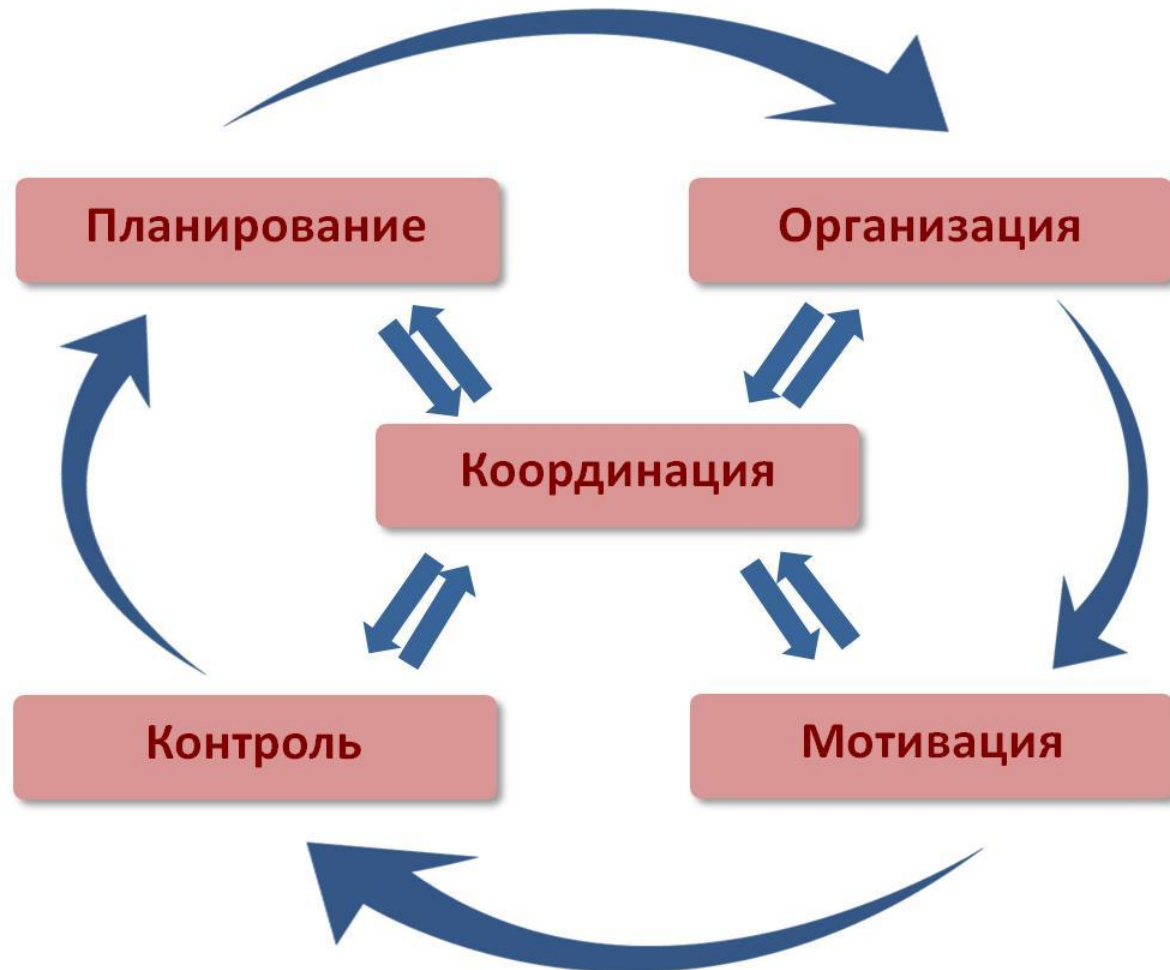 Планирование
Организация
Координация
Контроль
Мотивация